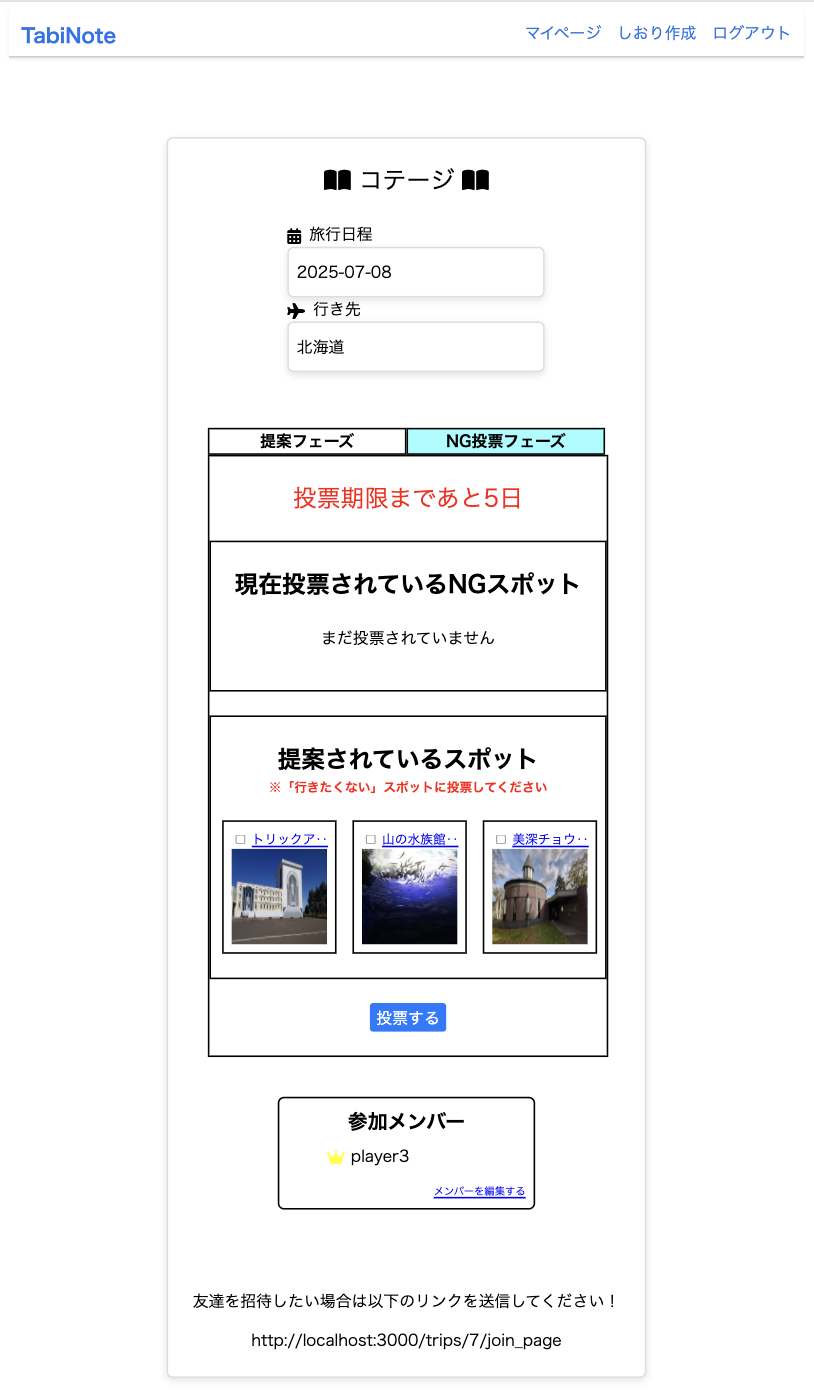 TabiNote
マイページ しおり作成 ログアウト
コテージ
旅行日程
2025-07-08
行き先
北海道
提案フェーズ NG投票フェーズ
投票期限まであと5日
現在投票されているNGスポット
まだ投票されていません
提案されているスポット
※「行きたくない」スポットに投票してください
トリックア‥ 山の水族館‥ 美深チョウ‥
投票する
参加メンバー
player3
メンバーを編集する
友達を招待したい場合は以下のリンクを送信してください！
http://localhost:3000/trips/7/join_page